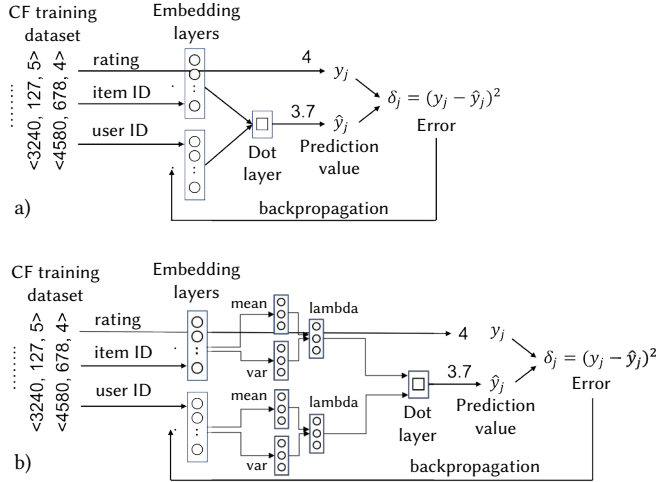 CF training
dataset
Embedding
layers
rating
item ID
user ID
........
<3240, 127, 5>
<4580, 678, 4>
4
y_j
3.7
ŷ_j
Dot
layer
Prediction
value
δ_j = (y_j − ŷ_j)²
Error
backpropagation
a)
CF training
dataset
Embedding
layers
rating
item ID
user ID
........
<3240, 127, 5>
<4580, 678, 4>
mean
lambda
var
mean
lambda
var
4
y_j
3.7
ŷ_j
Dot
layer
Prediction
value
δ_j = (y_j − ŷ_j)²
Error
backpropagation
b)